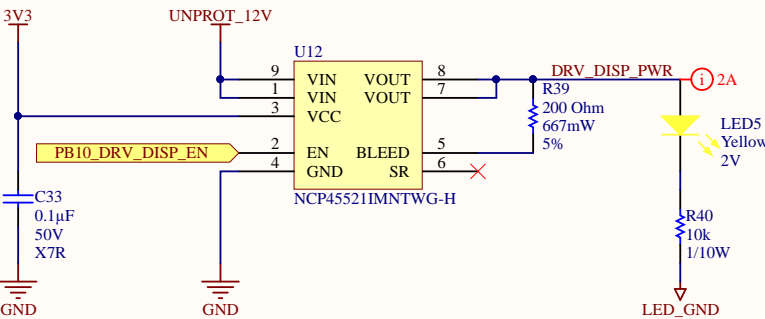 3V3
UNPROT_12V
U12
9 VIN VOUT 8
1 VIN VOUT 7
3 VCC
PB10_DRV_DISP_EN
2 EN BLEED 5
4 GND SR 6
NCP45521IMNTWG-H
DRV_DISP_PWR
i 2A
R39
200 Ohm
667mW
5%
LED5
Yellow
2V
C33
0.1µF
50V
X7R
R40
10k
1/10W
GND
GND
LED_GND